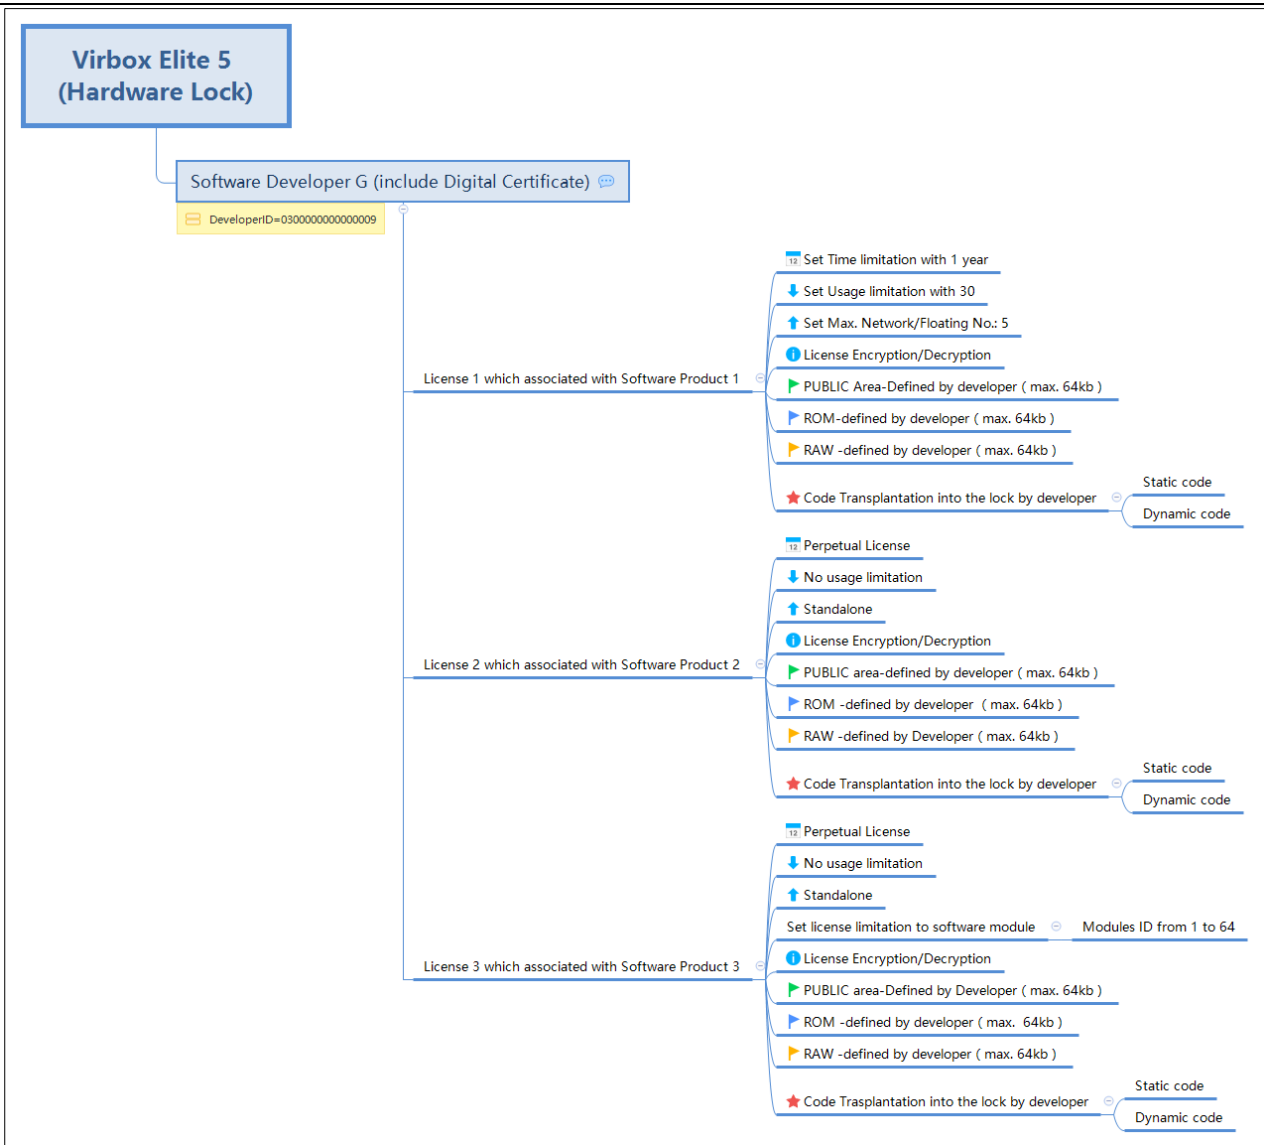 Virbox Elite 5
(Hardware Lock)
Software Developer G (include Digital Certificate)
DeveloperID=0300000000000009
License 1 which associated with Software Product 1
12 Set Time limitation with 1 year
Set Usage limitation with 30
Set Max. Network/Floating No.: 5
License Encryption/Decryption
PUBLIC Area-Defined by developer ( max. 64kb )
ROM-defined by developer ( max. 64kb )
RAW -defined by developer ( max. 64kb )
Code Transplantation into the lock by developer
Static code
Dynamic code
License 2 which associated with Software Product 2
12 Perpetual License
No usage limitation
Standalone
License Encryption/Decryption
PUBLIC area-defined by developer ( max. 64kb )
ROM -defined by developer ( max. 64kb )
RAW -defined by Developer ( max. 64kb )
Code Transplantation into the lock by developer
Static code
Dynamic code
License 3 which associated with Software Product 3
12 Perpetual License
No usage limitation
Standalone
Set license limitation to software module
Modules ID from 1 to 64
License Encryption/Decryption
PUBLIC area-Defined by Developer ( max. 64kb )
ROM -defined by developer ( max. 64kb )
RAW -defined by developer ( max. 64kb )
Code Trasplantation into the lock by developer
Static code
Dynamic code